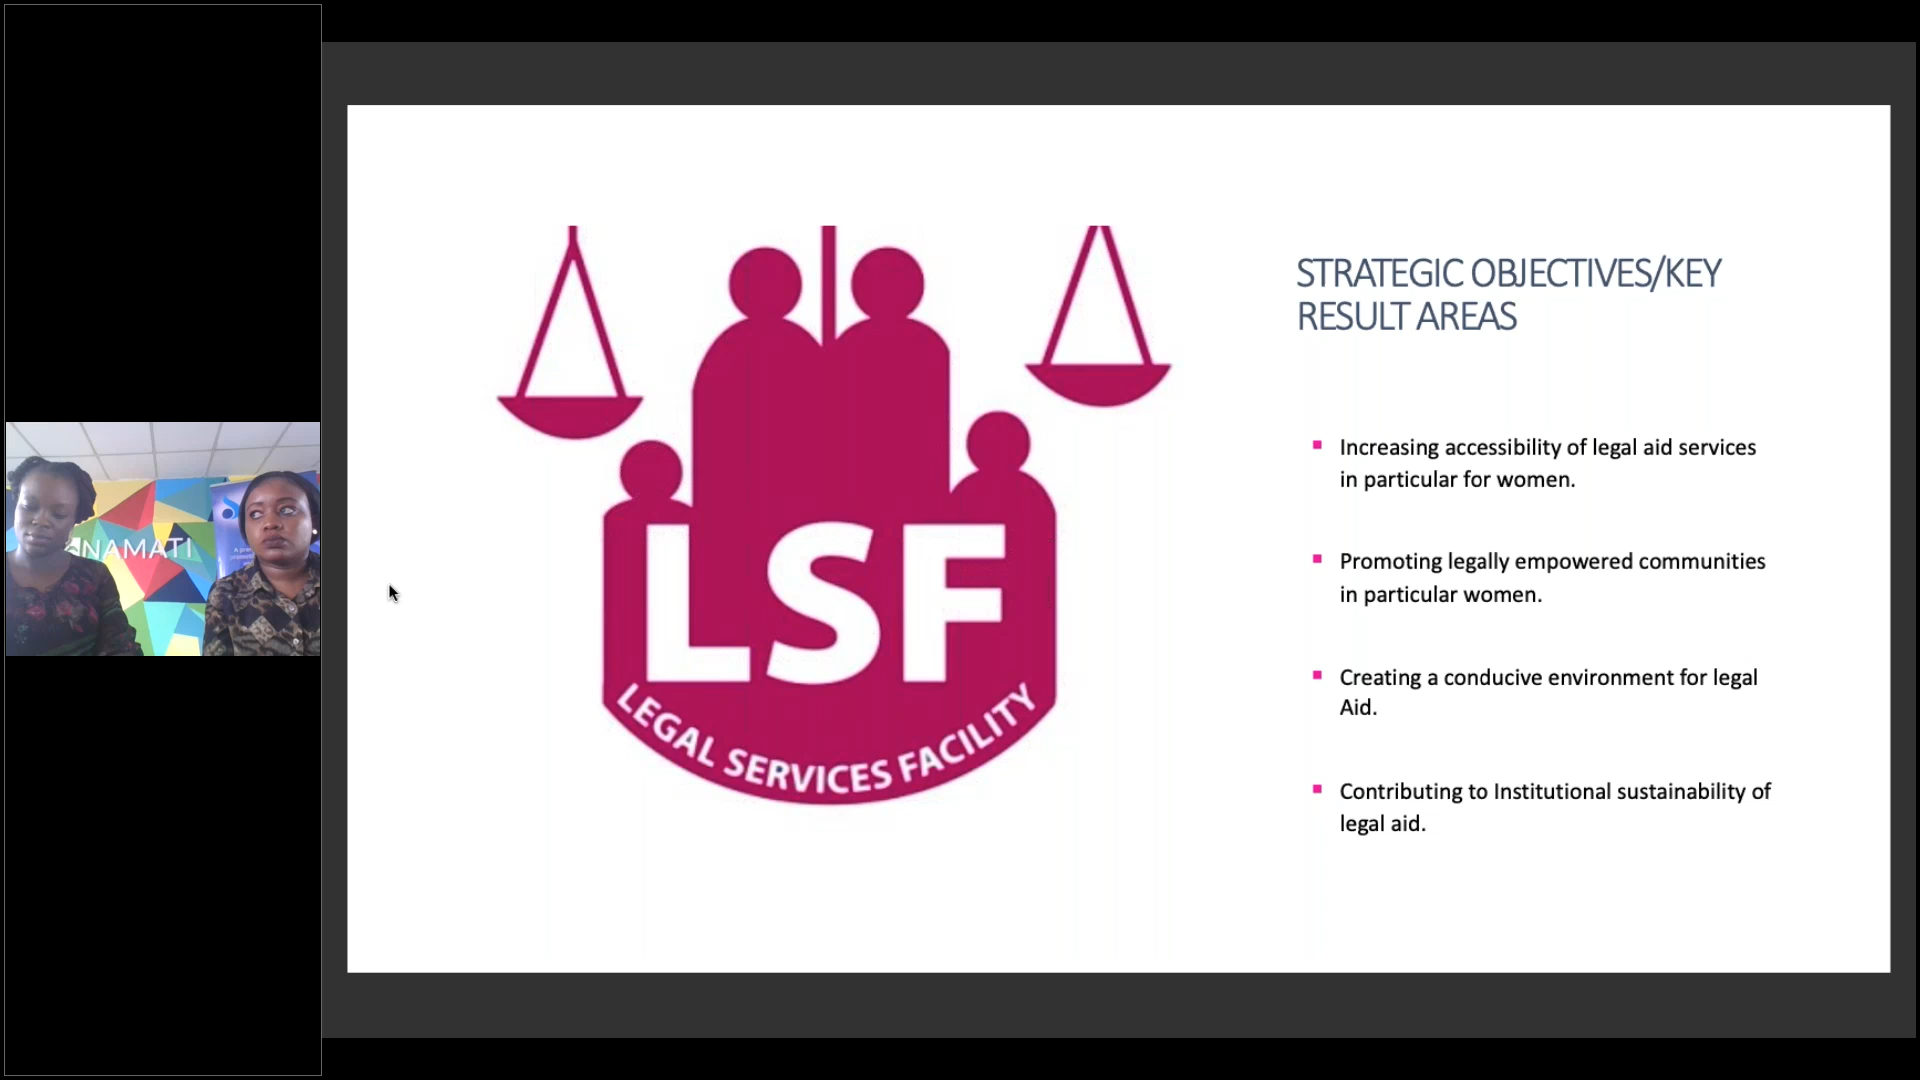 NAMATI
LSF
LEGAL SERVICES FACILITY
STRATEGIC OBJECTIVES/KEY
RESULT AREAS
Increasing accessibility of legal aid services
in particular for women.
Promoting legally empowered communities
in particular women.
Creating a conducive environment for legal
Aid.
Contributing to Institutional sustainability of
legal aid.